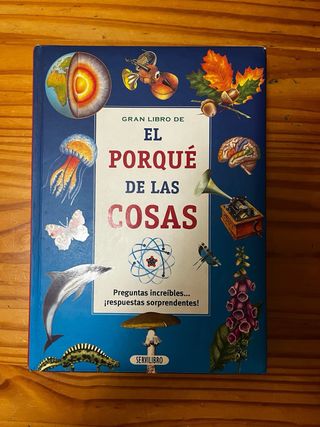 GRAN LIBRO DE
EL
PORQUÉ
DE LAS
COSAS
Preguntas increíbles...
¡respuestas sorprendentes!
SERVILIBRO